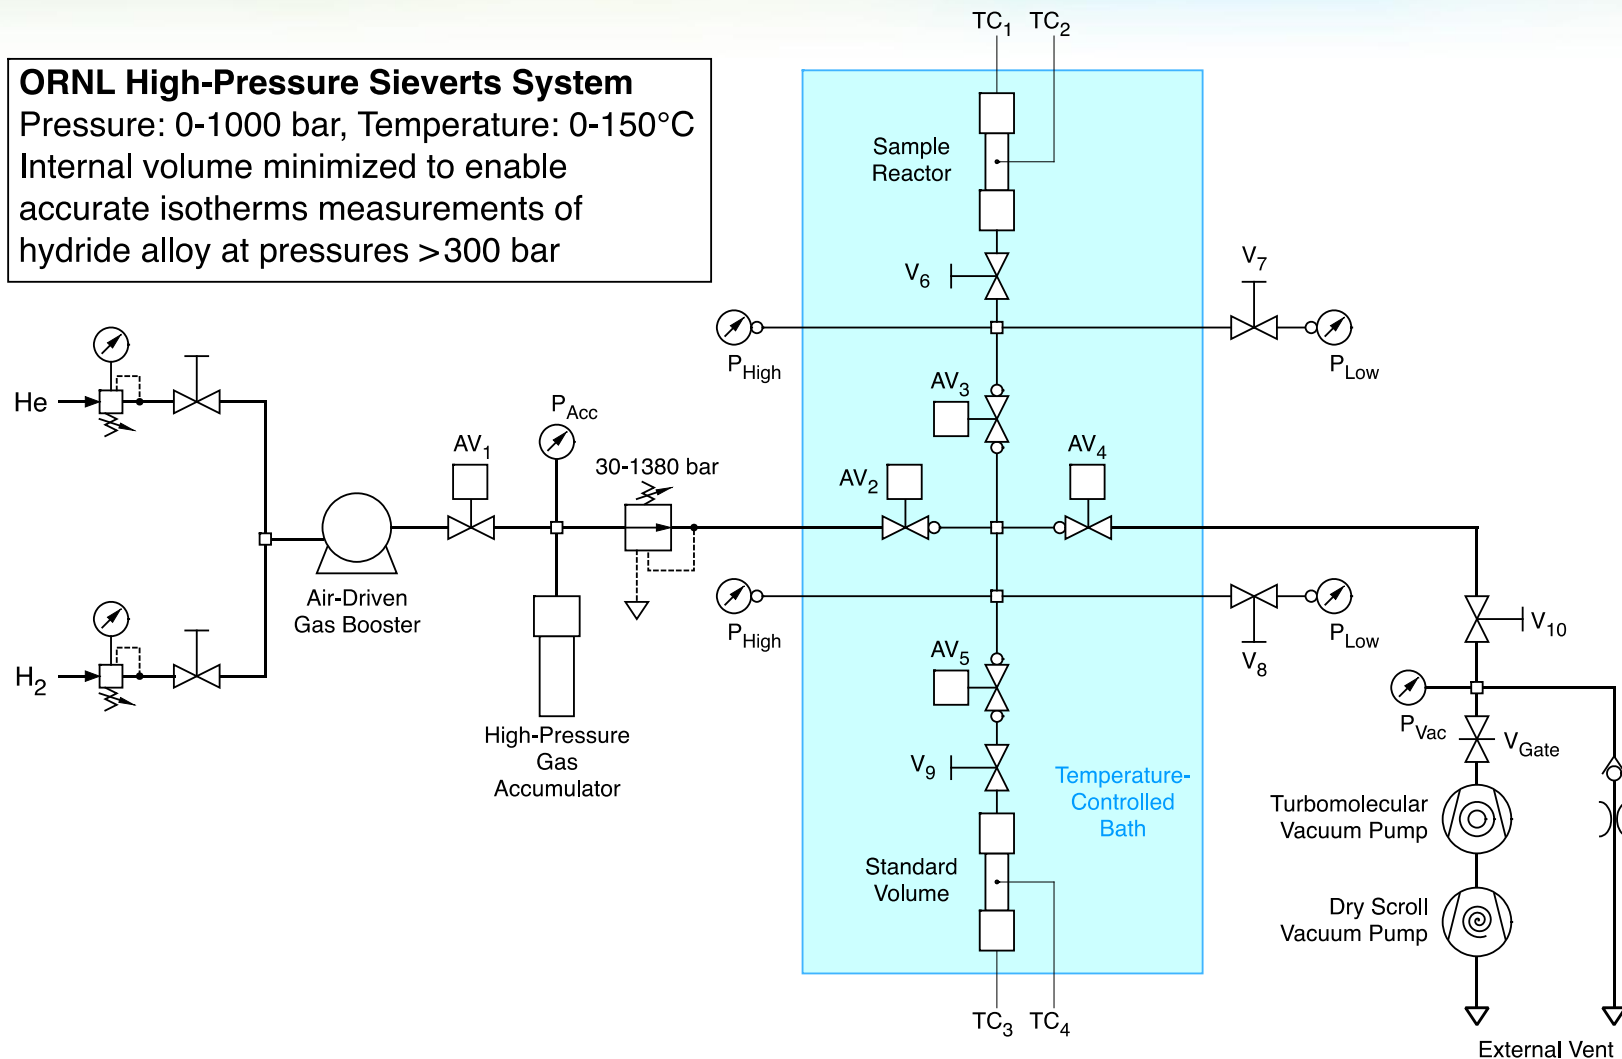 TC1 TC2
ORNL High-Pressure Sieverts System
Pressure: 0-1000 bar, Temperature: 0-150°C
Internal volume minimized to enable
accurate isotherms measurements of
hydride alloy at pressures >300 bar
Sample
Reactor
V6
V7
PHigh
PLow
He
PAcc
AV3
AV1
30-1380 bar
AV2
AV4
Air-Driven
Gas Booster
PHigh
PLow
V10
H2
AV5
V8
High-Pressure
Gas
Accumulator
PVac
VGate
V9
Temperature-
Controlled
Bath
Turbomolecular
Vacuum Pump
Standard
Volume
Dry Scroll
Vacuum Pump
TC3 TC4
External Vent